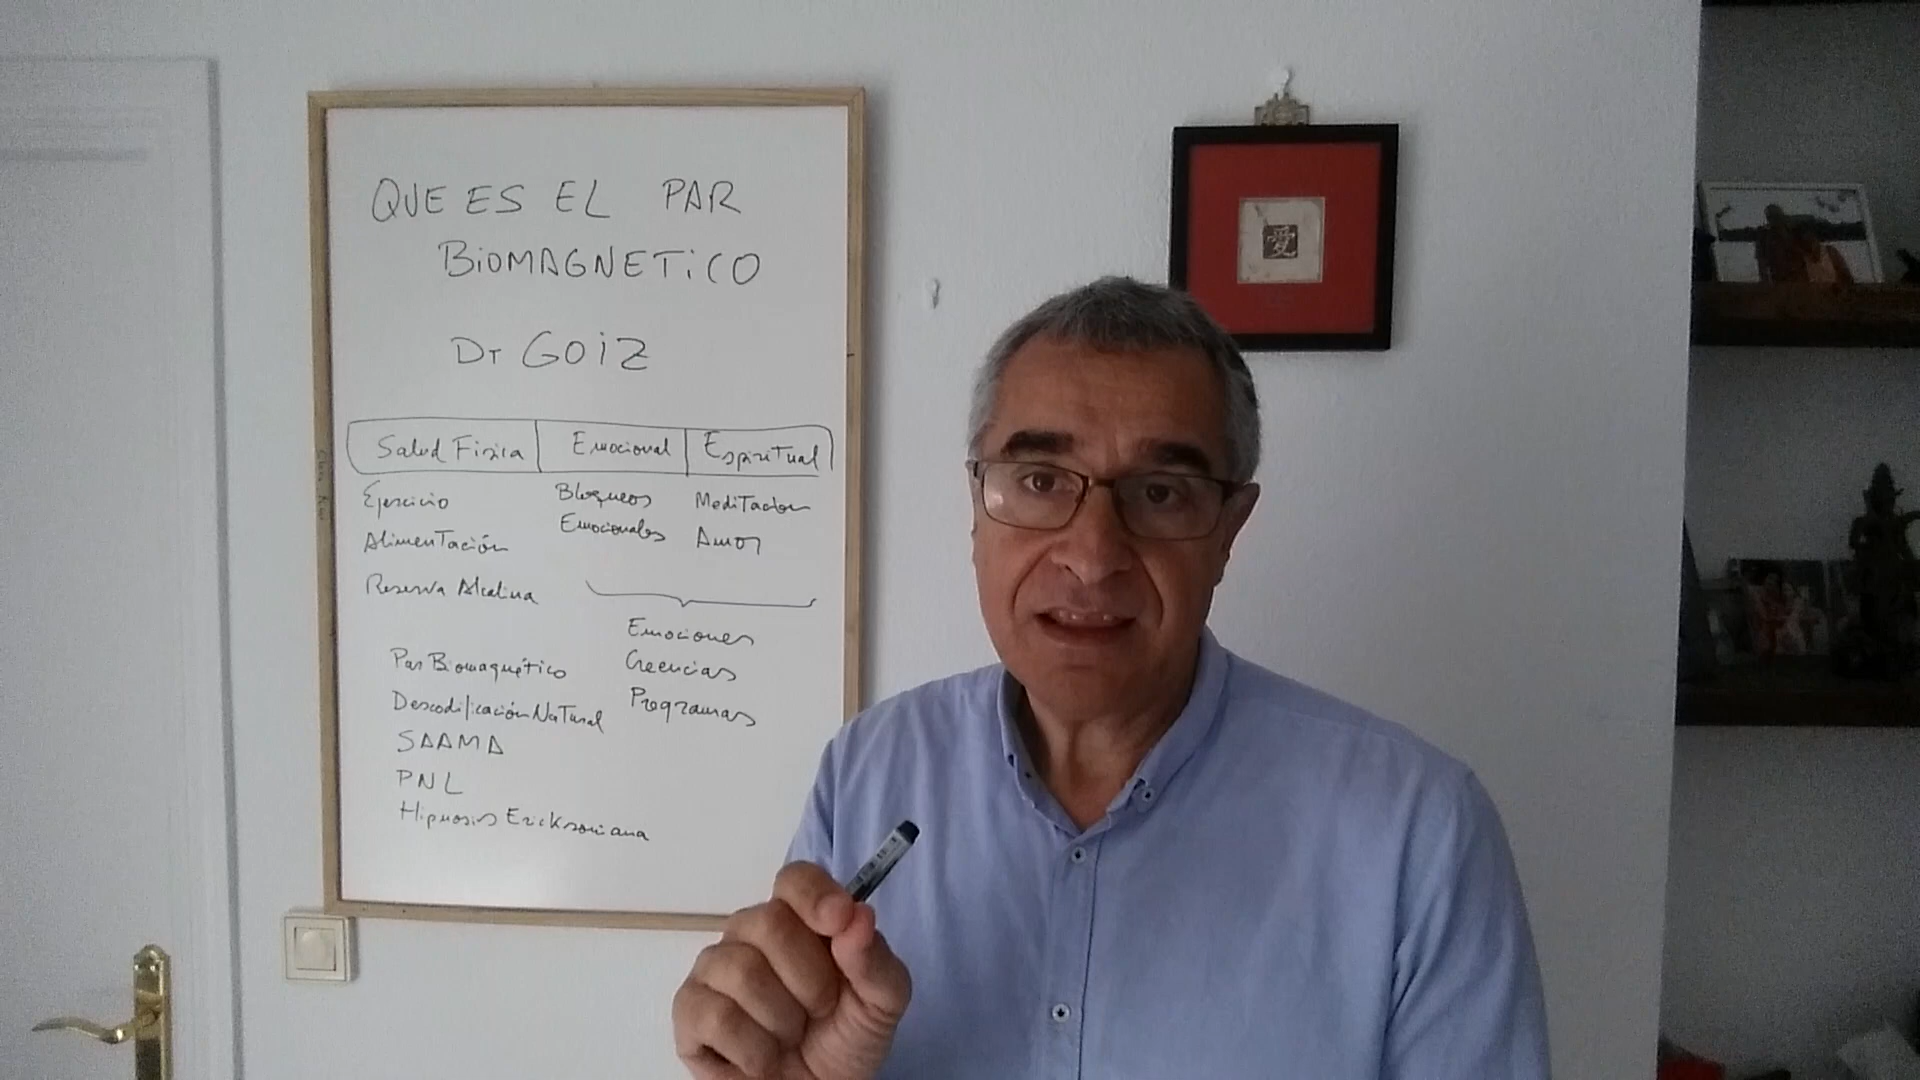 QUE ES EL PAR
BiOMAGNETiCO
Dr GOiZ
Salud Fisica Emocional Espiritual
Ejercicio Bloqueos Meditacion
Emocionales Amor
Alimentación
Reserva Alcalina
Emociones
Par Biomagnético Creencias
Descodificación Natural Programas
SAAMA
PNL
Hipnosis Ericksoniana
愛